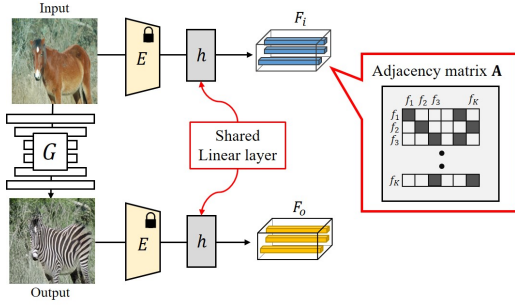 Input
E
h
F_i
Adjacency matrix A
f_1 f_2 f_3 f_K
f_1
f_2
f_3
f_K
G
Shared
Linear layer
E
h
F_o
Output